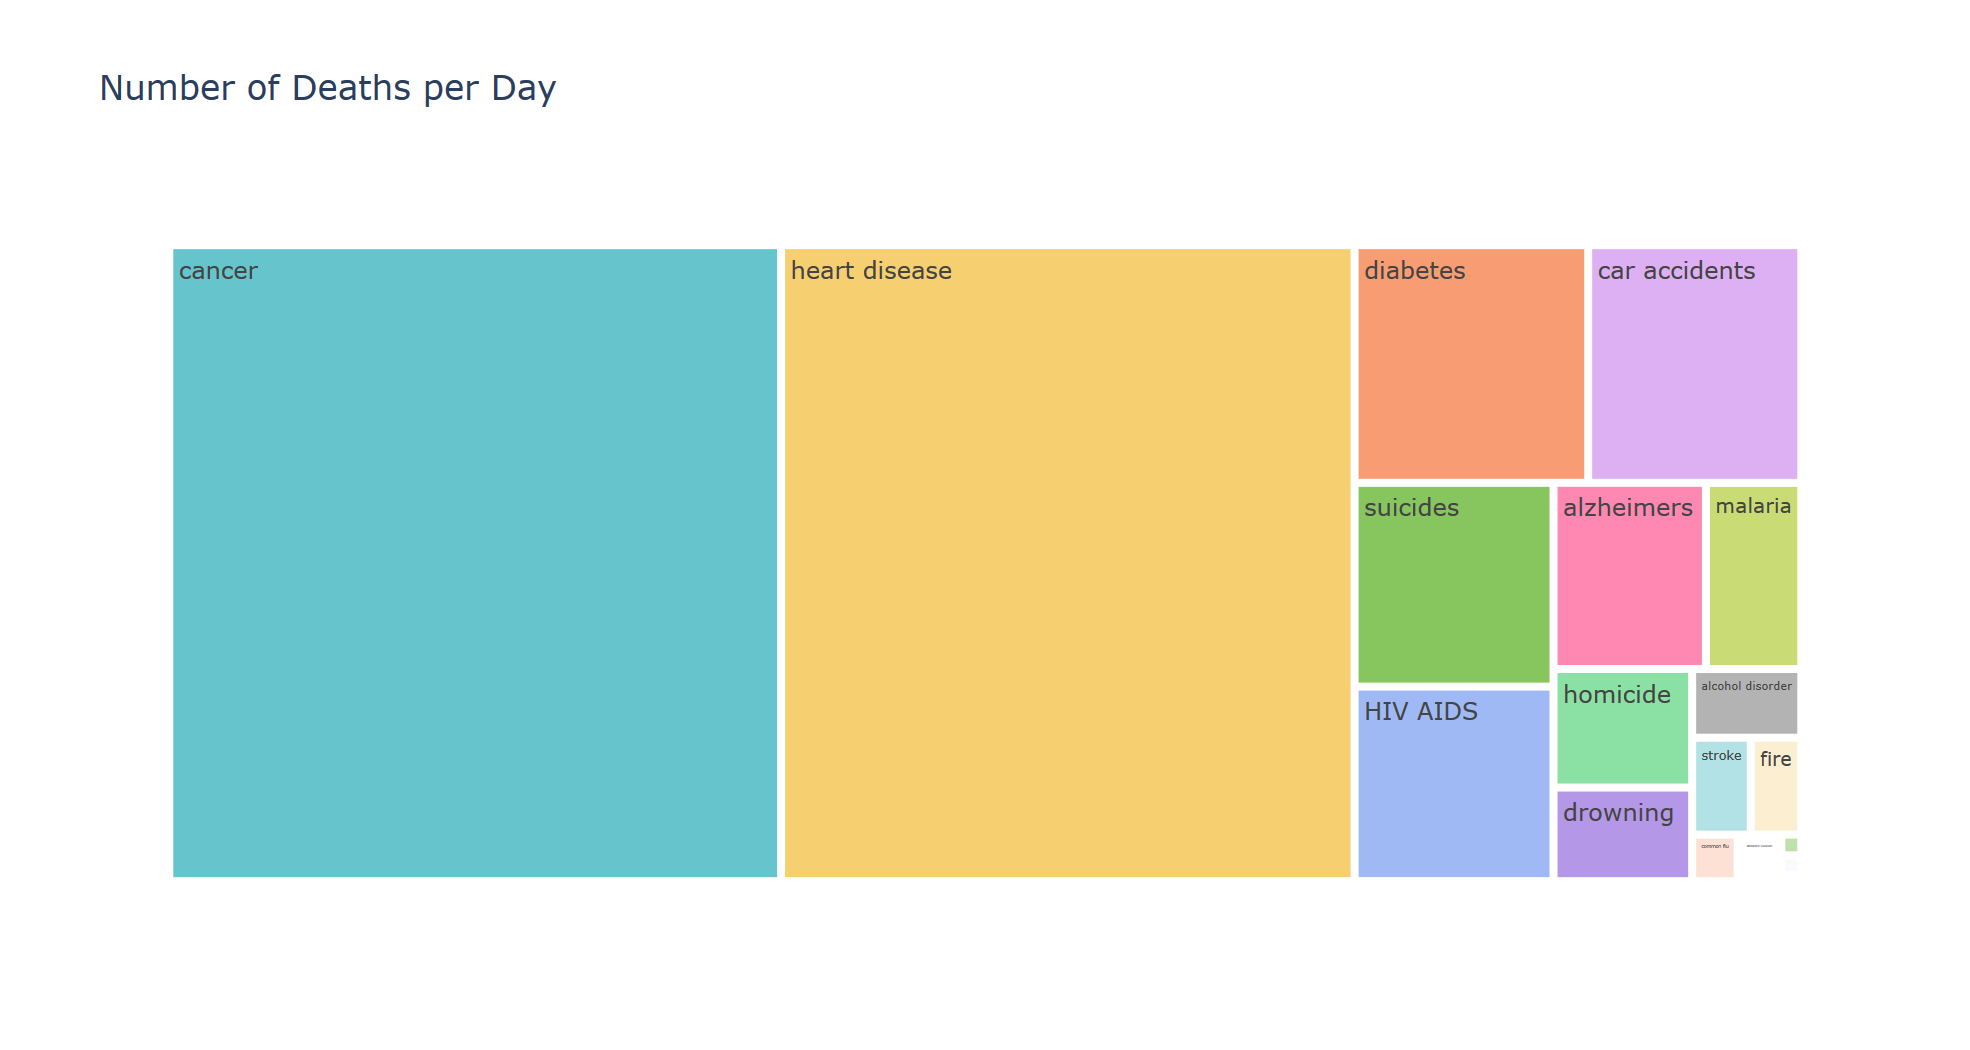 Number of Deaths per Day
cancer
heart disease
diabetes
car accidents
suicides
alzheimers
malaria
HIV AIDS
homicide
alcohol disorder
stroke
fire
drowning
common flu